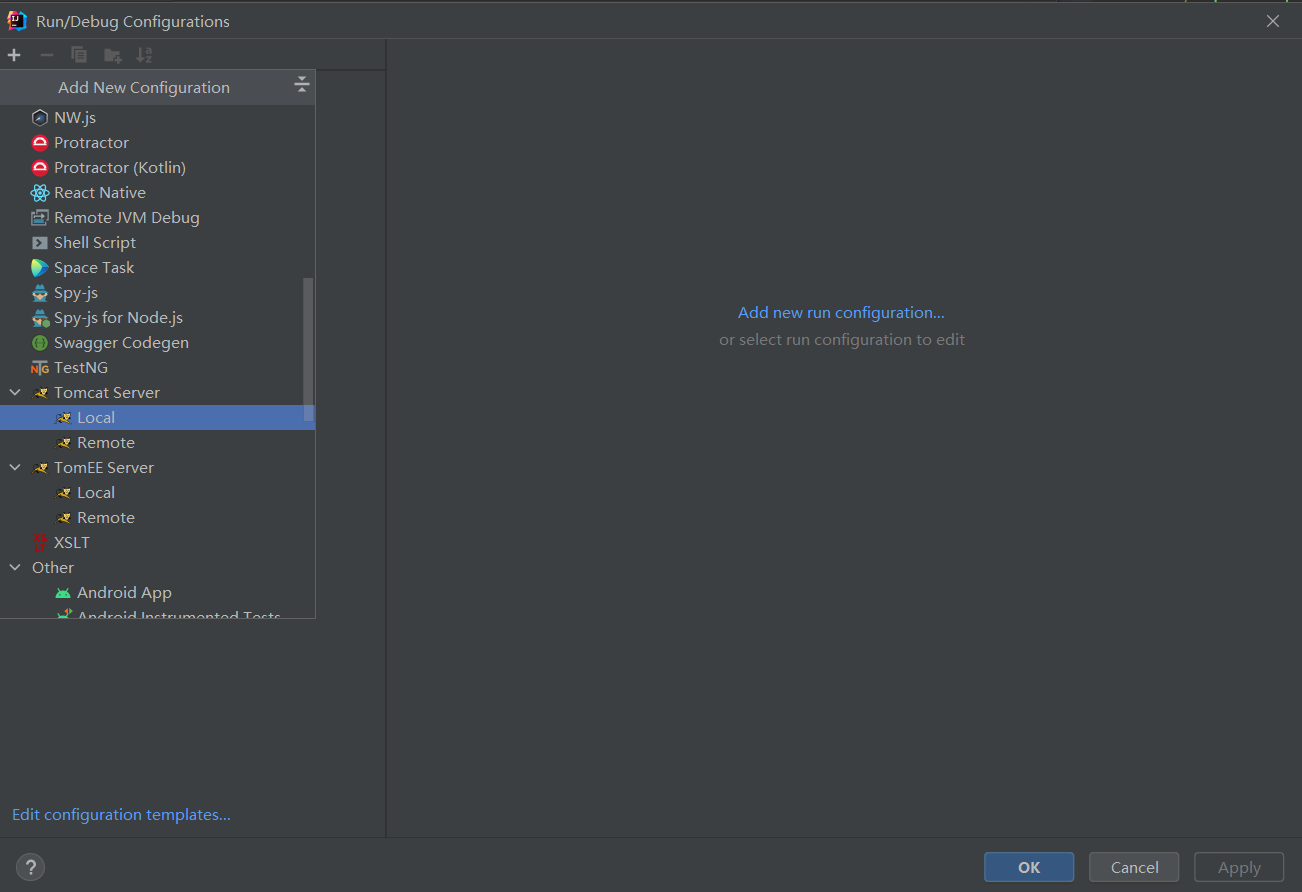 Run/Debug Configurations
Add New Configuration
NW.js
Protractor
Protractor (Kotlin)
React Native
Remote JVM Debug
Shell Script
Space Task
Spy-js
Spy-js for Node.js
Swagger Codegen
TestNG
Tomcat Server
Local
Remote
TomEE Server
Local
Remote
XSLT
Other
Android App
Android Instrumented Tests
Add new run configuration...
or select run configuration to edit
Edit configuration templates...
?
OK
Cancel
Apply